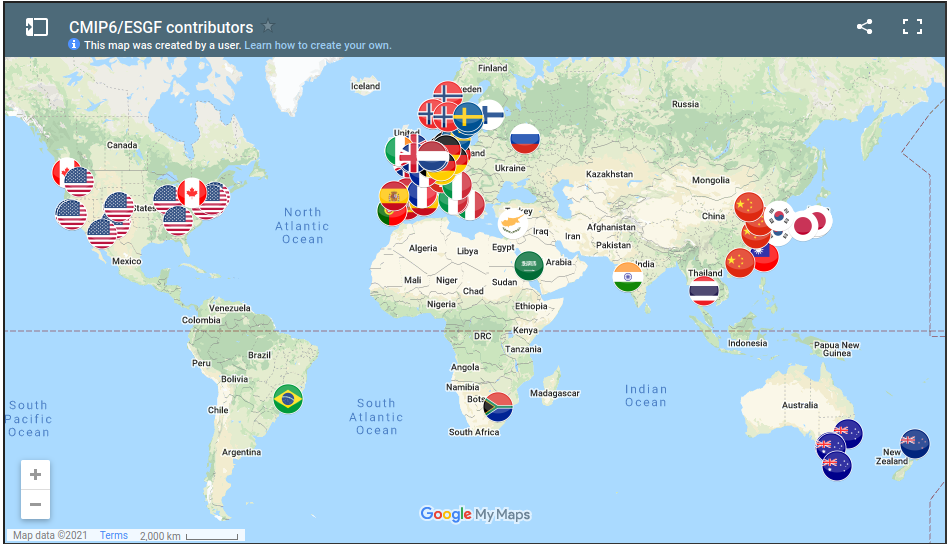 CMIP6/ESGF contributors
This map was created by a user. Learn how to create your own.
Finland
Iceland
eden
Russia
United
Canada
and
Ukraine
Kazakhstan
Mongolia
States
North
Atlantic
Ocean
Turkey
China
Iraq
Iran
Afghanistan
Pakistan
Algeria
Libya
Egypt
Mexico
Arabia
India
Mali
Niger
Sudan
Chad
Thailand
Nigeria
Ethiopia
Venezuela
Colombia
DRC
Kenya
Indonesia
Papua New
Guinea
Tanzania
Brazil
Peru
Angola
Bolivia
Namibia
Bots
Madagascar
Indian
Ocean
South
Pacific
Ocean
Chile
South
Atlantic
Ocean
Australia
South Africa
Argentina
New
Zealand
+
−
Google My Maps
Map data ©2021
Terms
2,000 km